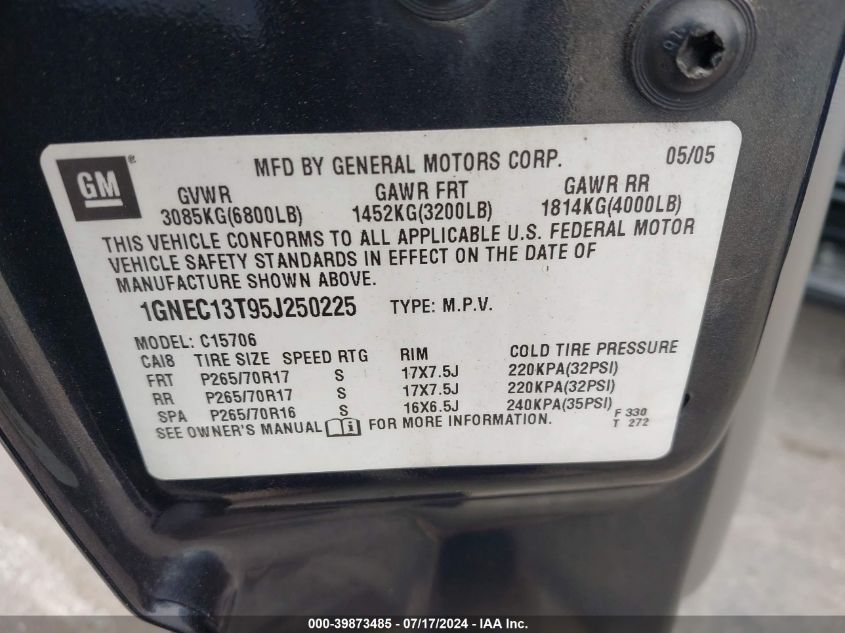 GM
®
MFD BY GENERAL MOTORS CORP. 05/05
GVWR GAWR FRT GAWR RR
3085KG(6800LB) 1452KG(3200LB) 1814KG(4000LB)
THIS VEHICLE CONFORMS TO ALL APPLICABLE U.S. FEDERAL MOTOR
VEHICLE SAFETY STANDARDS IN EFFECT ON THE DATE OF
MANUFACTURE SHOWN ABOVE.
1GNEC13T95J250225 TYPE: M.P.V.
MODEL: C15706
CAI8 TIRE SIZE SPEED RTG RIM COLD TIRE PRESSURE
FRT P265/70R17 S 17X7.5J 220KPA(32PSI)
RR P265/70R17 S 17X7.5J 220KPA(32PSI)
SPA P265/70R16 S 16X6.5J 240KPA(35PSI)
SEE OWNER'S MANUAL FOR MORE INFORMATION.
F 330
T 272
000-39873485 - 07/17/2024 - IAAI.com